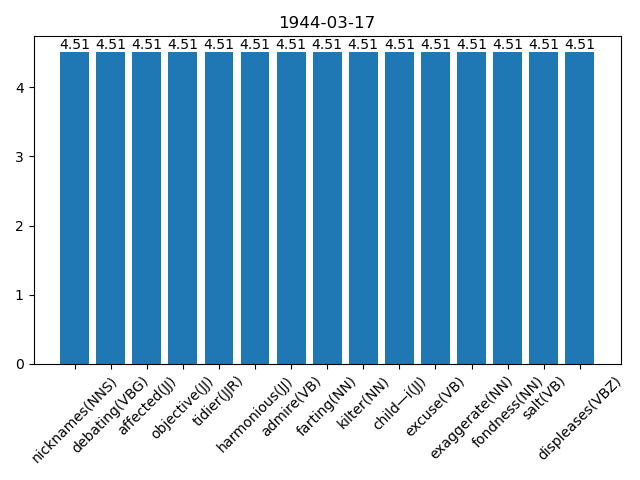 1944-03-17
4.51 4.51 4.51 4.51 4.51 4.51 4.51 4.51 4.51 4.51 4.51 4.51 4.51 4.51 4.51
4
3
2
1
0
nicknames(NNS)
debating(VBG)
affected(JJ)
objective(JJ)
tidier(JJR)
harmonious(JJ)
admire(VB)
farting(NN)
kilter(NN)
child—i(JJ)
excuse(VB)
exaggerate(NN)
fondness(NN)
salt(VB)
displeases(VBZ)